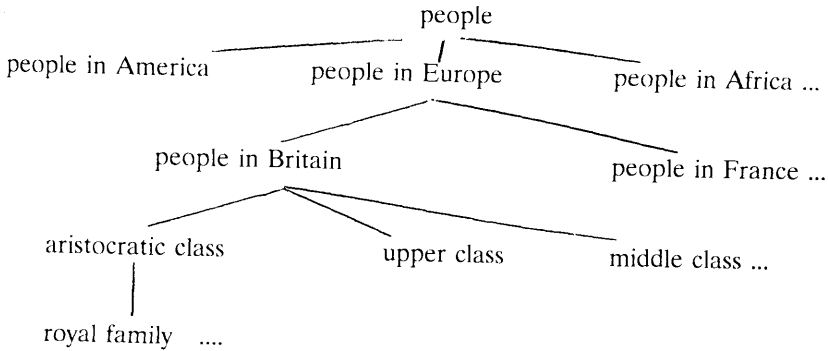 people
people in America people in Europe people in Africa ...
people in Britain people in France ...
aristocratic class upper class middle class ...
royal family ....